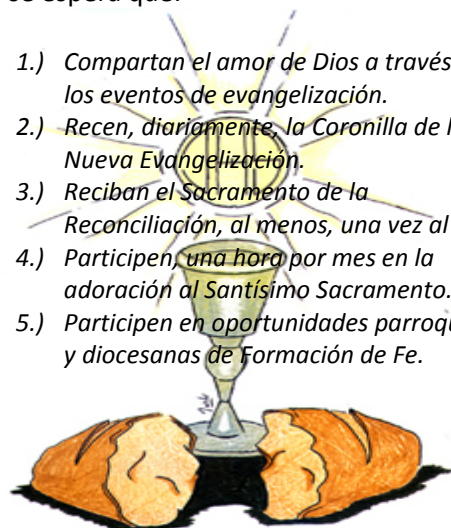 se espera que:
1.) Compartan el amor de Dios a través
los eventos de evangelización.
2.) Recen, diariamente, la Coronilla de l
Nueva Evangelización.
3.) Reciban el Sacramento de la
Reconciliación, al menos, una vez al
4.) Participen, una hora por mes en la
adoración al Santísimo Sacramento.
5.) Participen en oportunidades parroqu
y diocesanas de Formación de Fe.